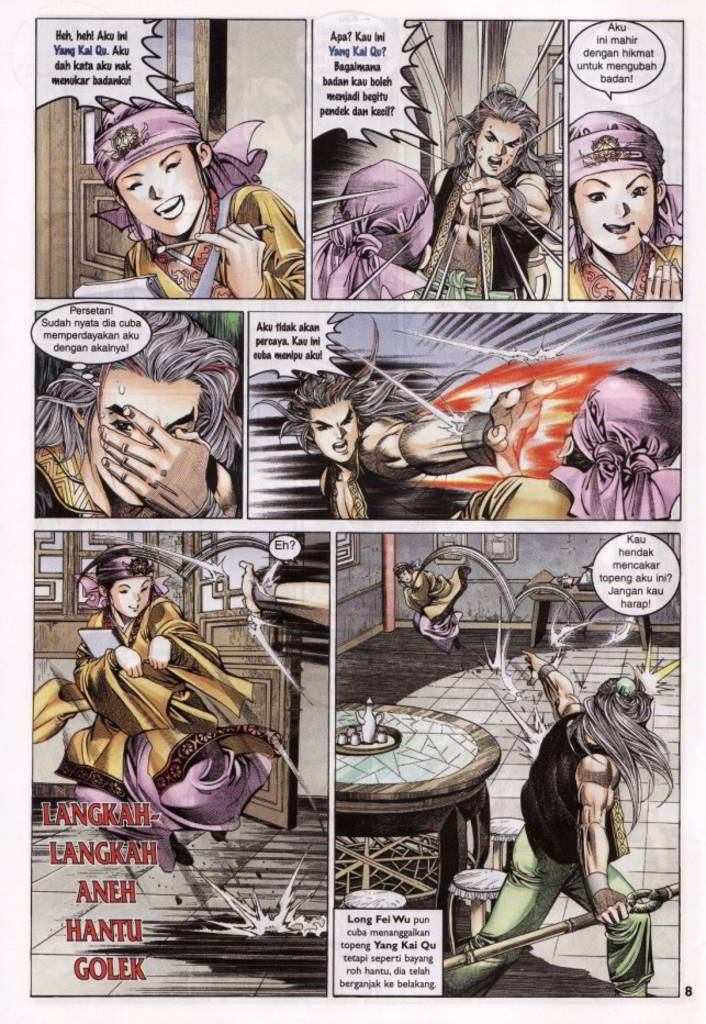 Heh, heh! Aku ini
Yang Kai Qu. Aku
dah kata aku nak
menukar badanku!
Apa? Kau ini
Yang Kai Qu?
Bagaimana
badan kau boleh
menjadi begitu
pendek dan kecil?
Aku
ini mahir
dengan hikmat
untuk mengubah
badan!
Persetan!
Sudah nyata dia cuba
memperdayakan aku
dengan akalnya!
Aku tidak akan
percaya. Kau ini
cuba menipu aku!
Eh?
LANGKAH-
LANGKAH
ANEH
HANTU
GOLEK
Kau
hendak
mencakar
topeng aku ini?
Jangan kau
harap!
Long Fei Wu pun
cuba menanggalkan
topeng Yang Kai Qu
tetapi seperti bayang
roh hantu, dia telah
berganjak ke belakang.
8